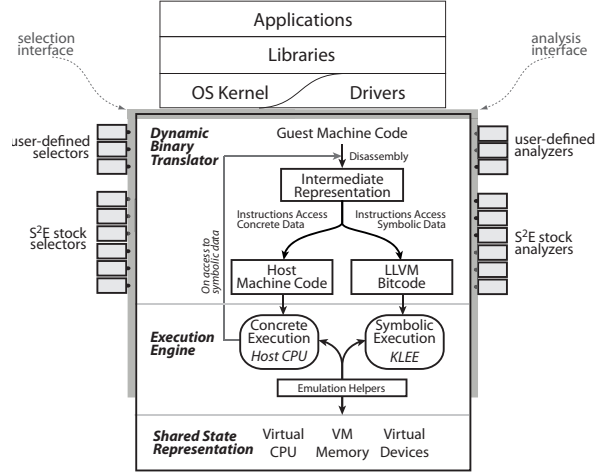 Applications
selection
interface
analysis
interface
Libraries
OS Kernel
Drivers
Dynamic
Binary
Translator
Guest Machine Code
Disassembly
user-defined
selectors
user-defined
analyzers
Intermediate
Representation
Instructions Access
Concrete Data
Instructions Access
Symbolic Data
S²E stock
selectors
S²E stock
analyzers
On access to
symbolic data
Host
Machine Code
LLVM
Bitcode
Execution
Engine
Concrete
Execution
Host CPU
Symbolic
Execution
KLEE
Emulation Helpers
Shared State
Representation
Virtual
CPU
VM
Memory
Virtual
Devices